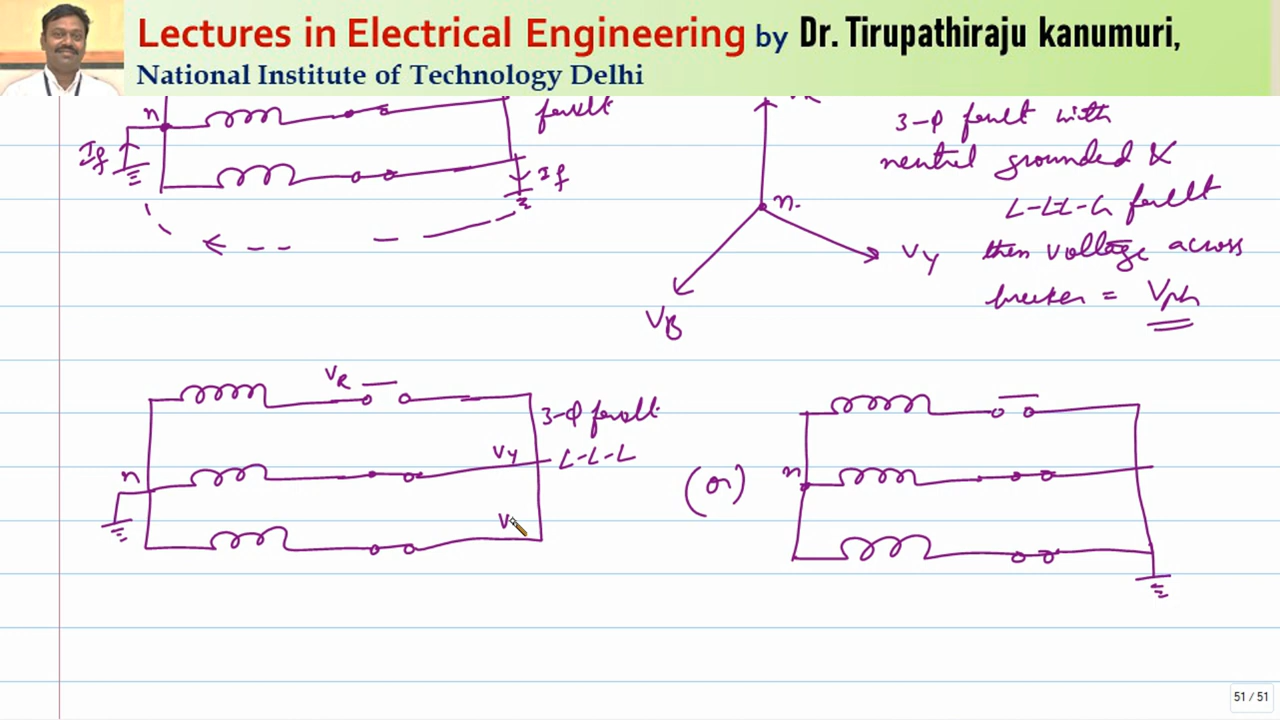 Lectures in Electrical Engineering by Dr. Tirupathiraju kanumuri,
National Institute of Technology Delhi
n
fault
If
If
n.
VY
VB
3-φ fault with
neutral grounded &
L-LL-G fault
then voltage across
breaker = Vph
VR
3-φ fault
VY
L-L-L
n
V
(or)
n
51 / 51